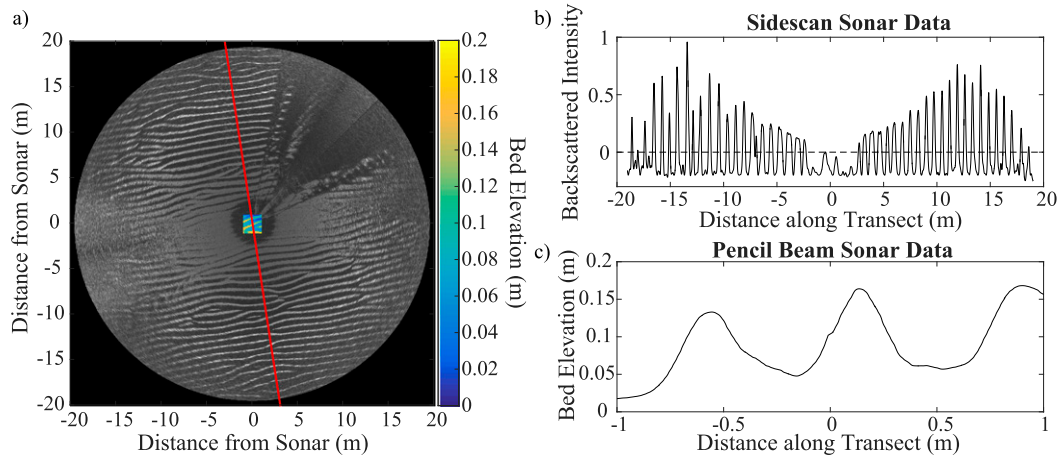 a)
20
15
10
5
0
-5
-10
-15
-20
Distance from Sonar (m)
-20 -15 -10 -5 0 5 10 15 20
Distance from Sonar (m)
0.2
0.18
0.16
0.14
0.12
0.1
0.08
0.06
0.04
0.02
0
Bed Elevation (m)
b)
Sidescan Sonar Data
Backscattered Intensity
1
0.5
0
-20 -15 -10 -5 0 5 10 15 20
Distance along Transect (m)
c)
Pencil Beam Sonar Data
Bed Elevation (m)
0.2
0.15
0.1
0.05
0
-1 -0.5 0 0.5 1
Distance along Transect (m)